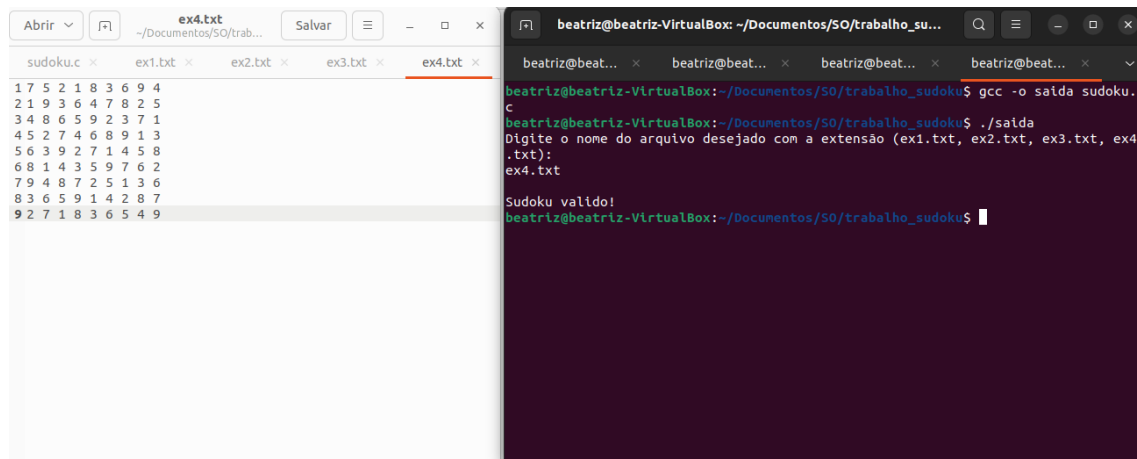 Abrir
ex4.txt
~/Documentos/SO/trab...
Salvar
sudoku.c
ex1.txt
ex2.txt
ex3.txt
ex4.txt
1 7 5 2 1 8 3 6 9 4
2 1 9 3 6 4 7 8 2 5
3 4 8 6 5 9 2 3 7 1
4 5 2 7 4 6 8 9 1 3
5 6 3 9 2 7 1 4 5 8
6 8 1 4 3 5 9 7 6 2
7 9 4 8 7 2 5 1 3 6
8 3 6 5 9 1 4 2 8 7
9 2 7 1 8 3 6 5 4 9
beatriz@beatriz-VirtualBox: ~/Documentos/SO/trabalho_su...
beatriz@beat...
beatriz@beat...
beatriz@beat...
beatriz@beat...
beatriz@beatriz-VirtualBox:~/Documentos/SO/trabalho_sudoku$ gcc -o saida sudoku.
c
beatriz@beatriz-VirtualBox:~/Documentos/SO/trabalho_sudoku$ ./saida
Digite o nome do arquivo desejado com a extensão (ex1.txt, ex2.txt, ex3.txt, ex4
.txt):
ex4.txt
Sudoku valido!
beatriz@beatriz-VirtualBox:~/Documentos/SO/trabalho_sudoku$